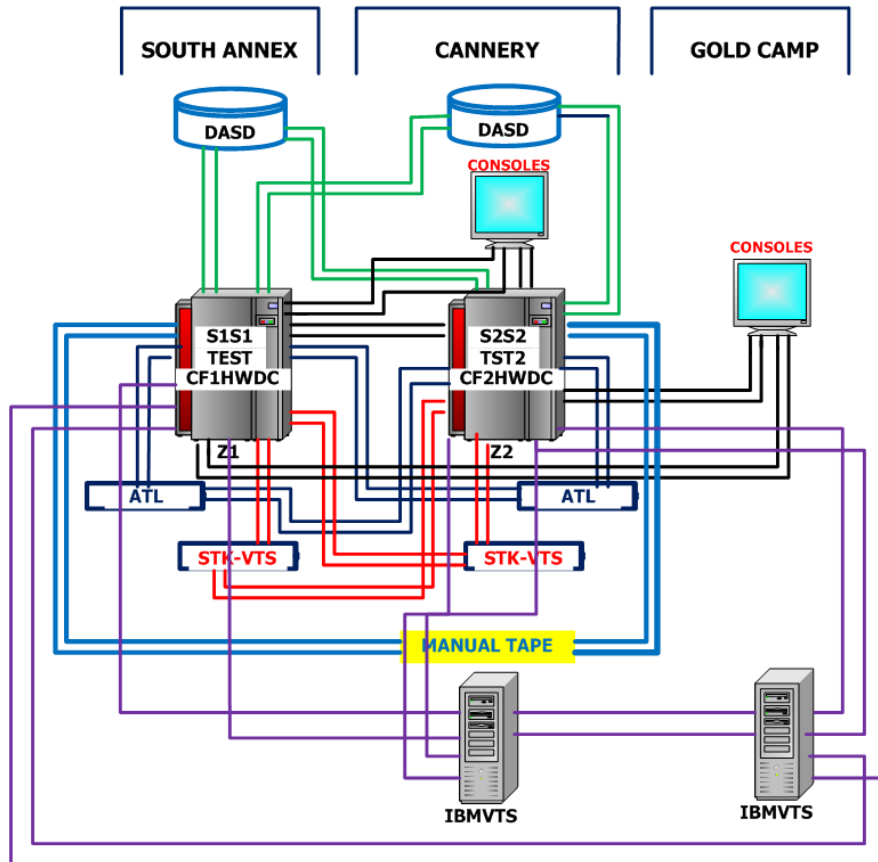 SOUTH ANNEX
CANNERY
GOLD CAMP
DASD
DASD
CONSOLES
CONSOLES
S1S1
TEST
CF1HWDC
S2S2
TST2
CF2HWDC
Z1
Z2
ATL
ATL
STK-VTS
STK-VTS
MANUAL TAPE
IBMVTS
IBMVTS